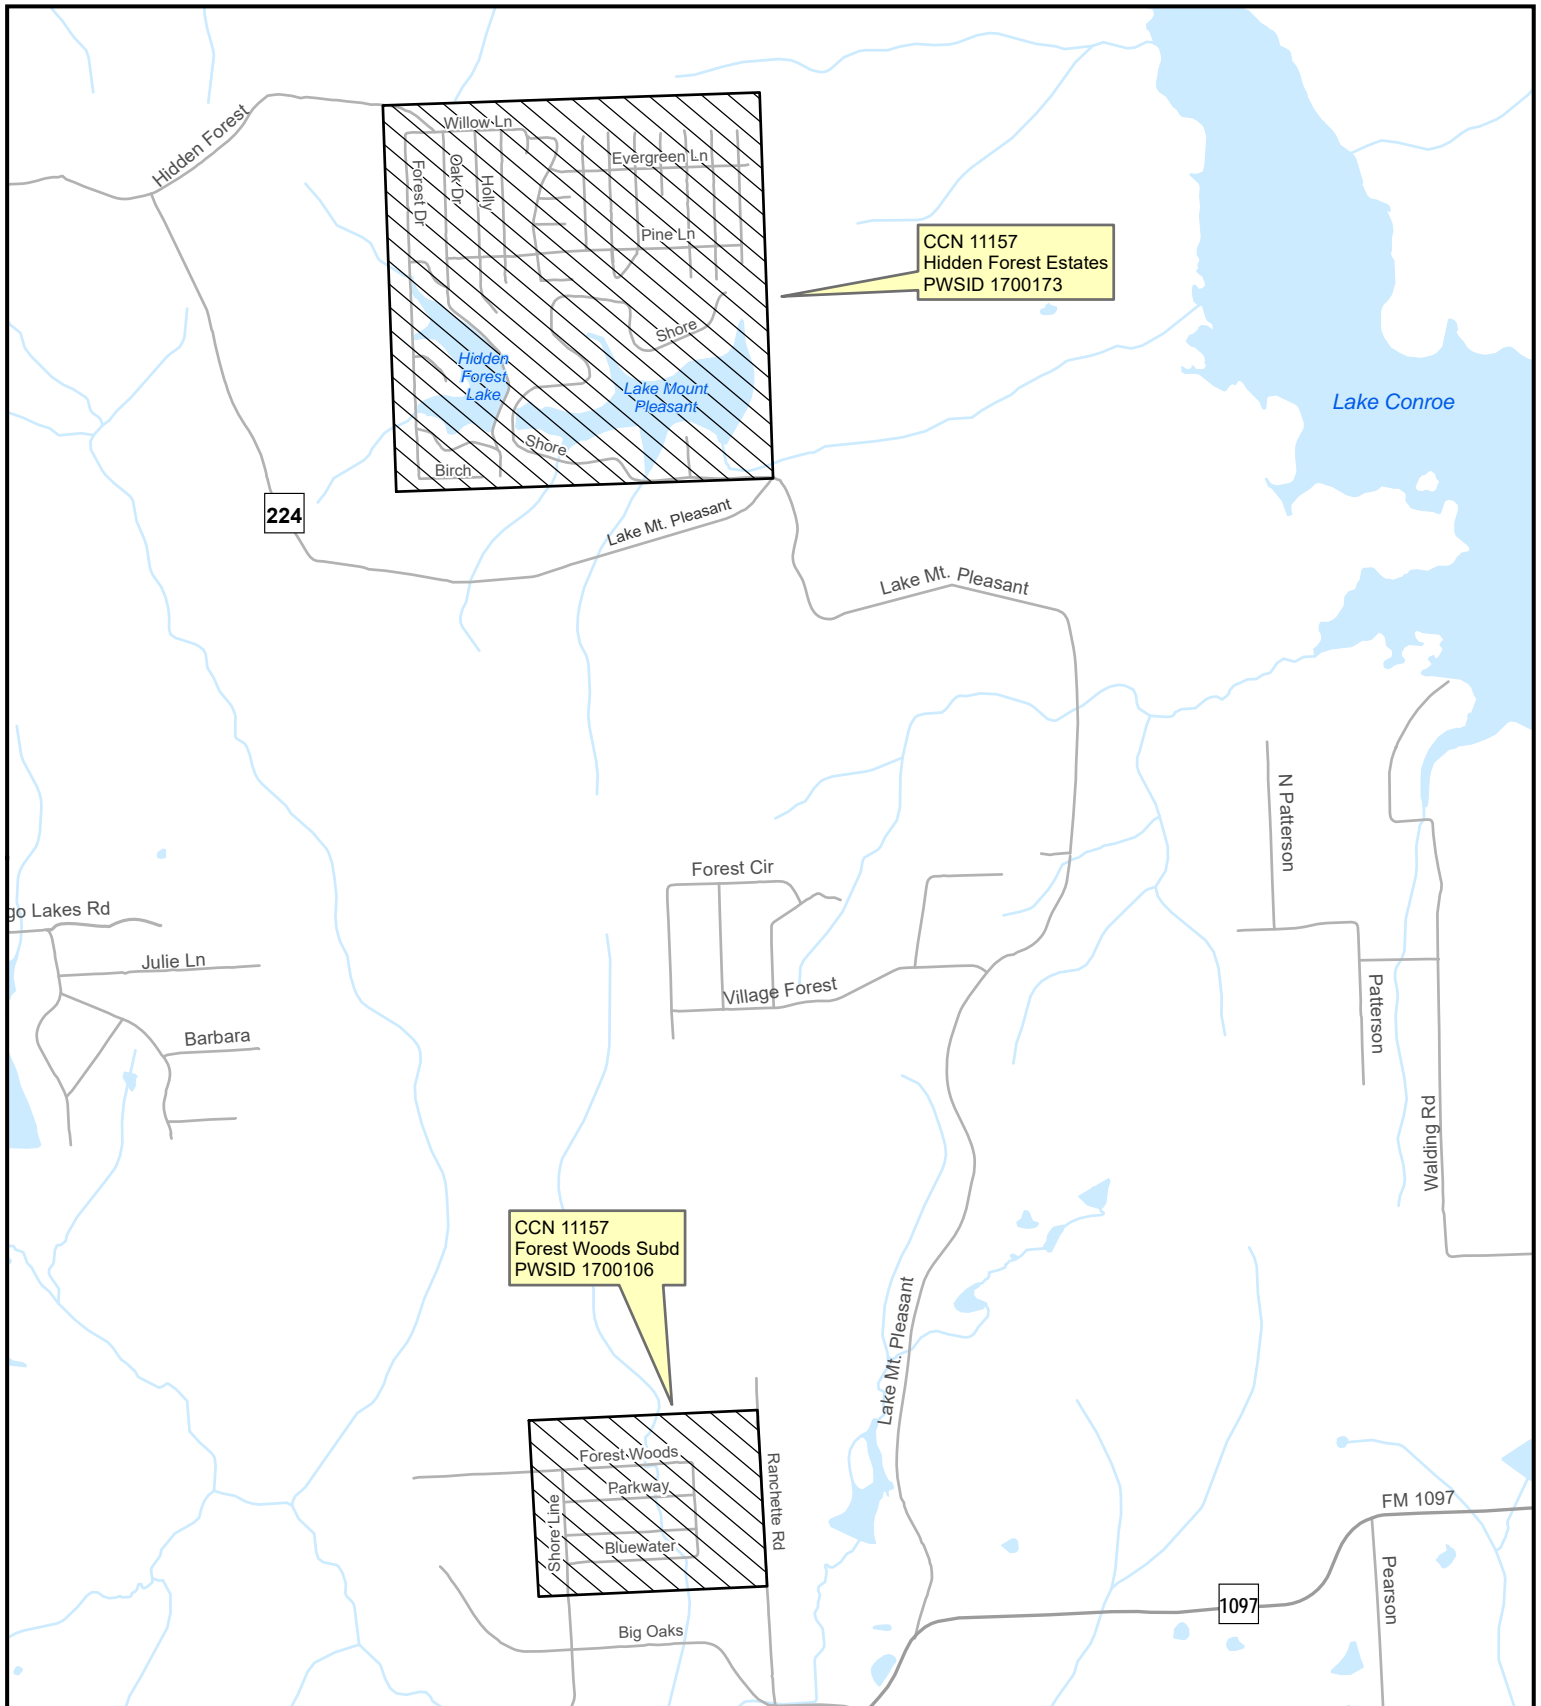 Hidden Forest
Willow Ln
Evergreen Ln
Forest Dr
Oak Dr
Holly
Pine Ln
CCN 11157
Hidden Forest Estates
PWSID 1700173
Shore
Hidden
Forest
Lake
Lake Mount
Pleasant
Lake Conroe
Shore
Birch
224
Lake Mt. Pleasant
Lake Mt. Pleasant
N Patterson
Forest Cir
go Lakes Rd
Julie Ln
Village Forest
Patterson
Barbara
Walding Rd
CCN 11157
Forest Woods Subd
PWSID 1700106
Lake Mt. Pleasant
Forest Woods
Parkway
Shore Line
Bluewater
Ranchette Rd
FM 1097
1097
Pearson
Big Oaks